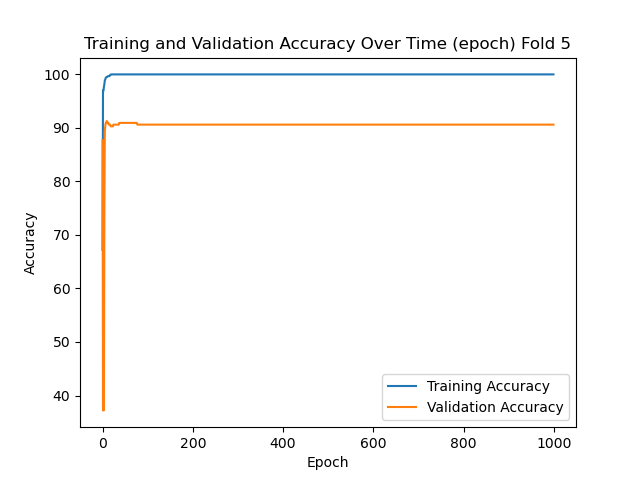 Training and Validation Accuracy Over Time (epoch) Fold 5
100
90
80
70
60
50
40
Accuracy
Training Accuracy
Validation Accuracy
0 200 400 600 800 1000
Epoch